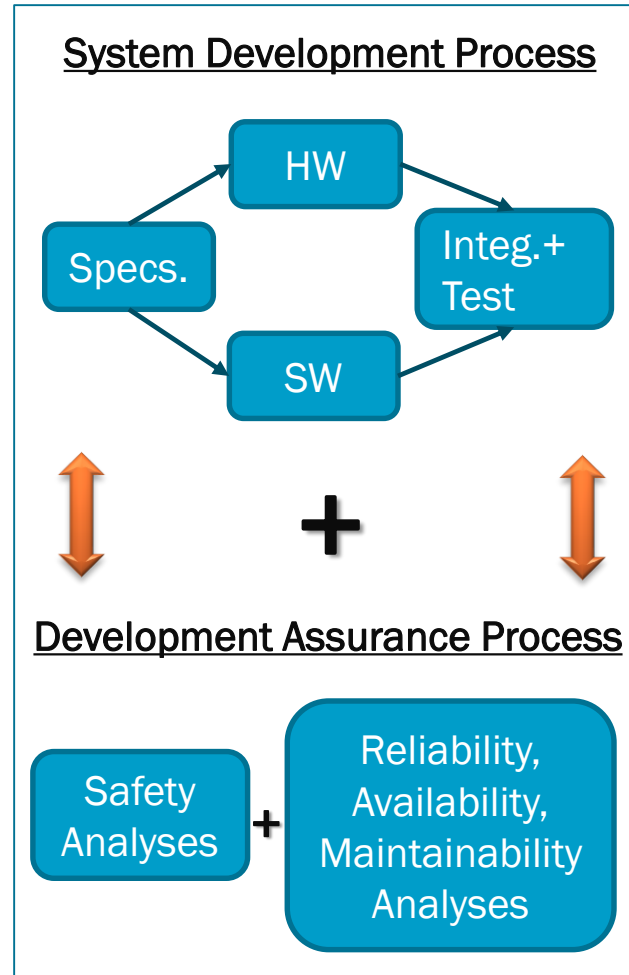 System Development Process
HW
Specs.
Integ.+
Test
SW
+
Development Assurance Process
Safety
Analyses
+
Reliability,
Availability,
Maintainability
Analyses